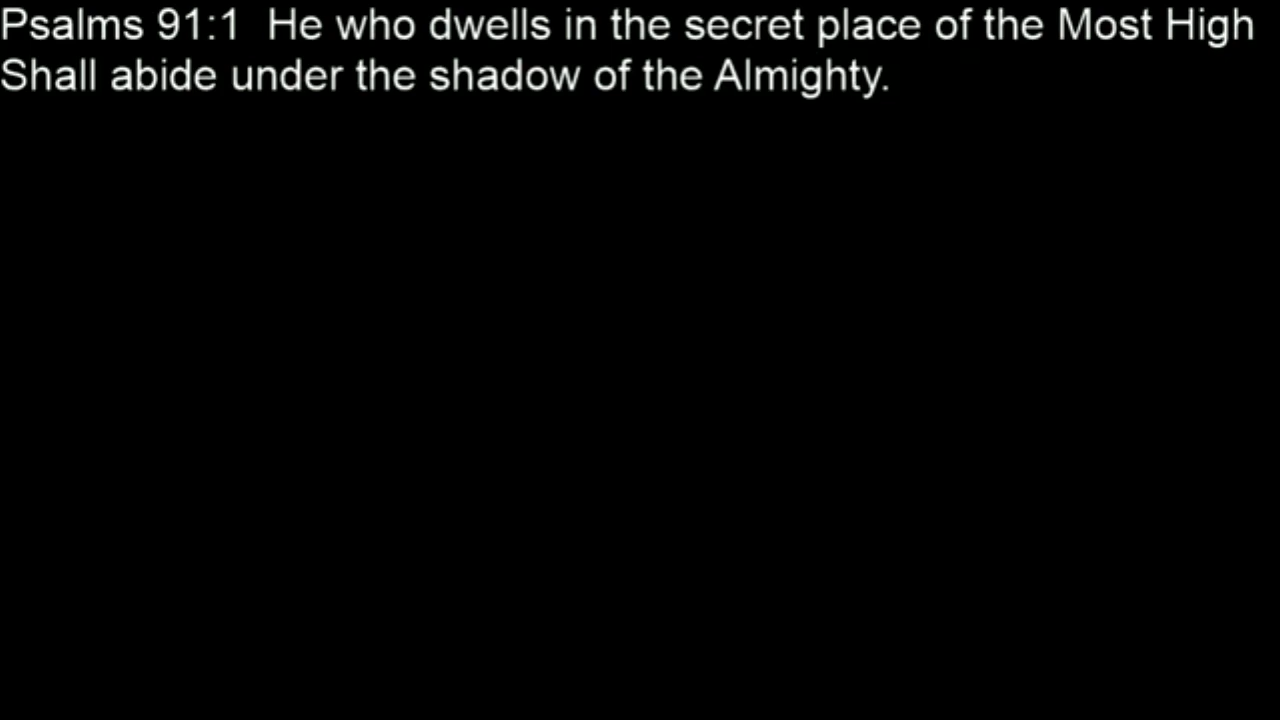 Psalms 91:1  He who dwells in the secret place of the Most High
Shall abide under the shadow of the Almighty.